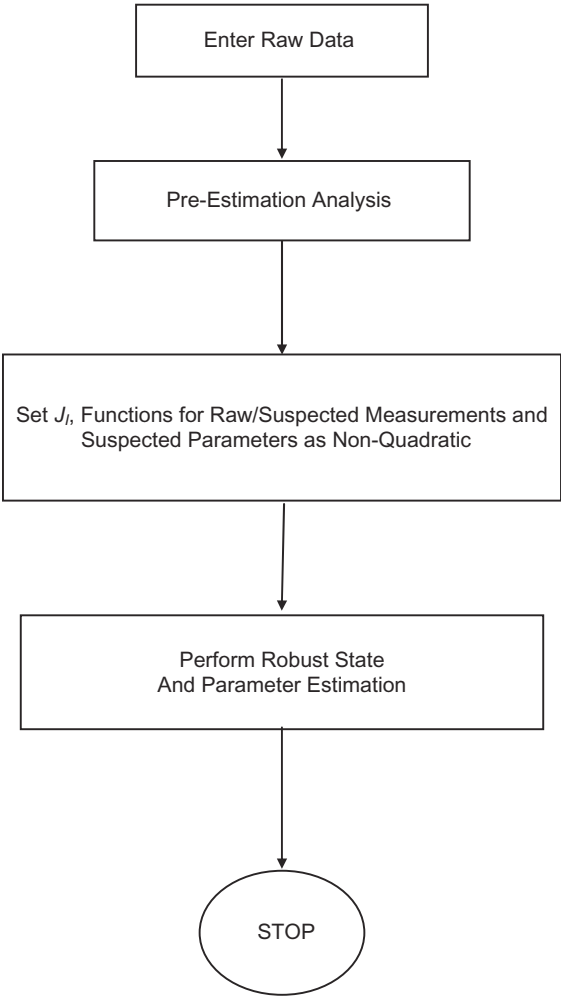 Enter Raw Data
Pre-Estimation Analysis
Set J_I, Functions for Raw/Suspected Measurements and
Suspected Parameters as Non-Quadratic
Perform Robust State
And Parameter Estimation
STOP